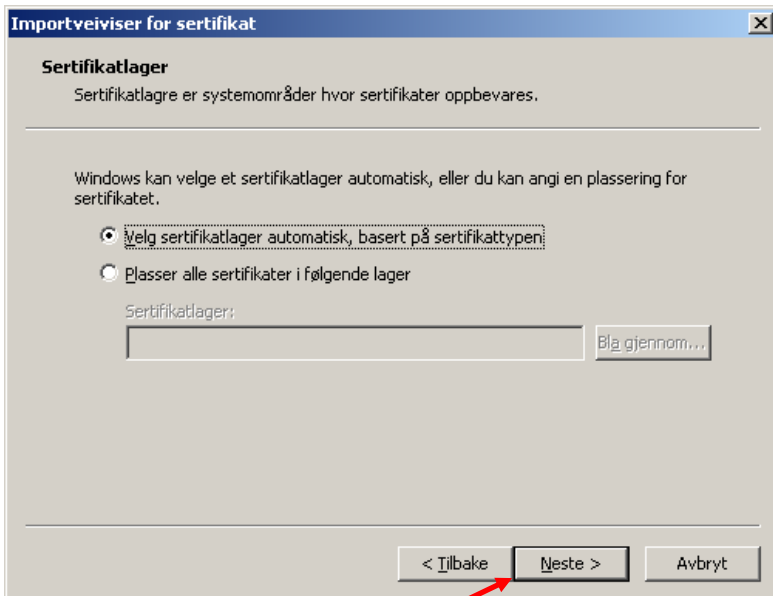 Importveiviser for sertifikat
Sertifikatlager
Sertifikatlagre er systemområder hvor sertifikater oppbevares.
Windows kan velge et sertifikatlager automatisk, eller du kan angi en plassering for
sertifikatet.
Velg sertifikatlager automatisk, basert på sertifikattypen
Plasser alle sertifikater i følgende lager
Sertifikatlager:
Bla gjennom...
< Tilbake
Neste >
Avbryt